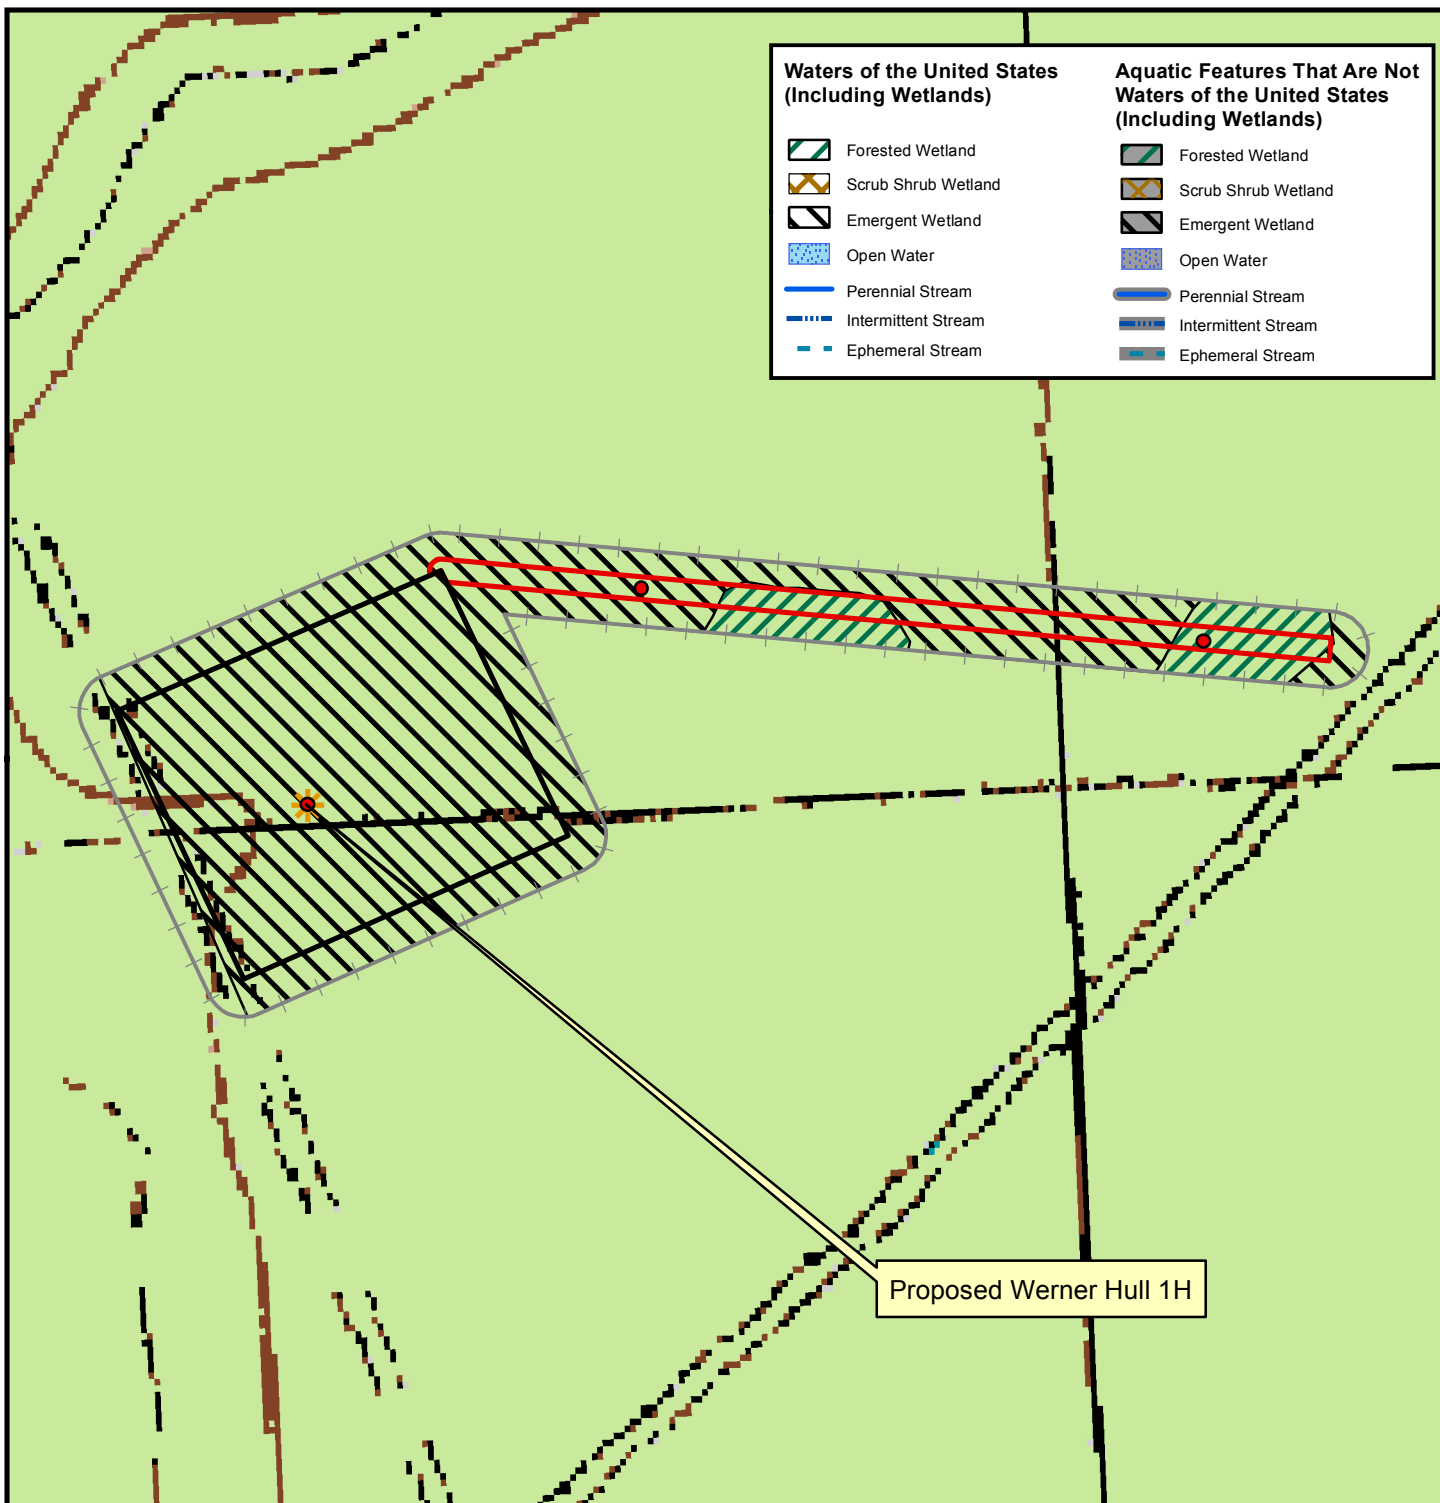 Waters of the United States
(Including Wetlands)
Forested Wetland
Scrub Shrub Wetland
Emergent Wetland
Open Water
Perennial Stream
Intermittent Stream
Ephemeral Stream
Aquatic Features That Are Not
Waters of the United States
(Including Wetlands)
Forested Wetland
Scrub Shrub Wetland
Emergent Wetland
Open Water
Perennial Stream
Intermittent Stream
Ephemeral Stream
Proposed Werner Hull 1H